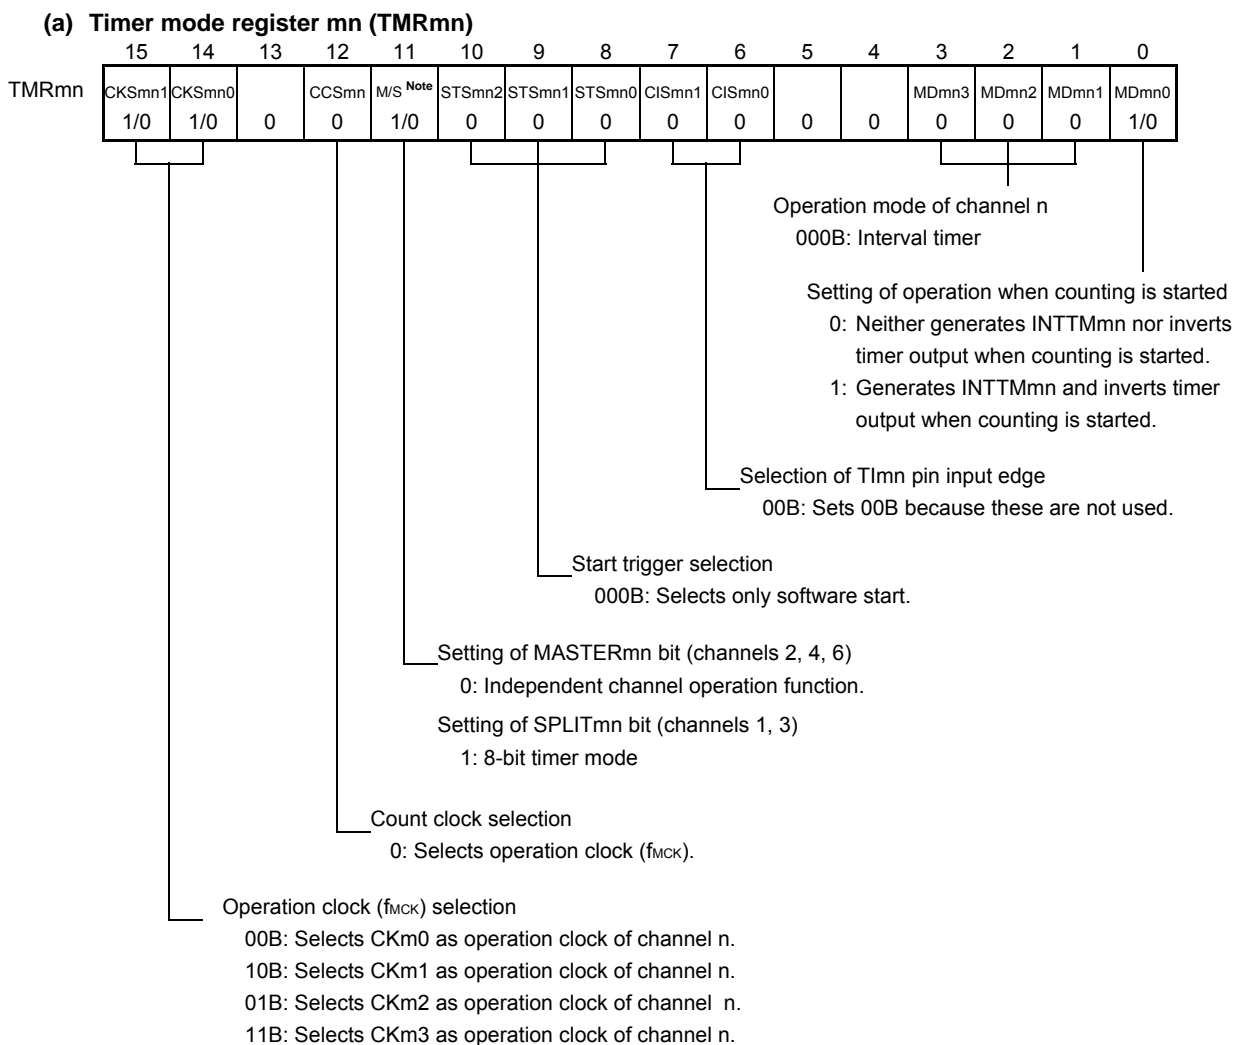 (a) Timer mode register mn (TMRmn)
15 14 13 12 11 10 9 8 7 6 5 4 3 2 1 0
TMRmn CKSmn1 CKSmn0 CCSmn M/S Note STSmn2 STSmn1 STSmn0 CISmn1 CISmn0 MDmn3 MDmn2 MDmn1 MDmn0
1/0 1/0 0 0 1/0 0 0 0 0 0 0 0 0 0 0 1/0
Operation mode of channel n
000B: Interval timer
Setting of operation when counting is started
0: Neither generates INTTMmn nor inverts
timer output when counting is started.
1: Generates INTTMmn and inverts timer
output when counting is started.
Selection of TImn pin input edge
00B: Sets 00B because these are not used.
Start trigger selection
000B: Selects only software start.
Setting of MASTERmn bit (channels 2, 4, 6)
0: Independent channel operation function.
Setting of SPLITmn bit (channels 1, 3)
1: 8-bit timer mode
Count clock selection
0: Selects operation clock (fMCK).
Operation clock (fMCK) selection
00B: Selects CKm0 as operation clock of channel n.
10B: Selects CKm1 as operation clock of channel n.
01B: Selects CKm2 as operation clock of channel n.
11B: Selects CKm3 as operation clock of channel n.